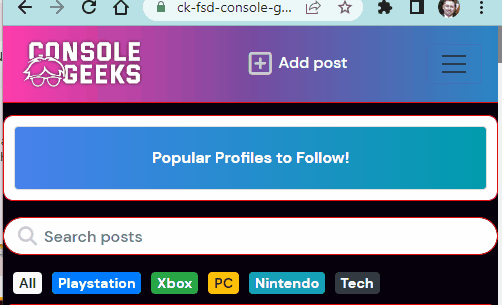 ck-fsd-console-g...
CONSOLE
GEEKS
Add post
Popular Profiles to Follow!
Search posts
All Playstation Xbox PC Nintendo Tech